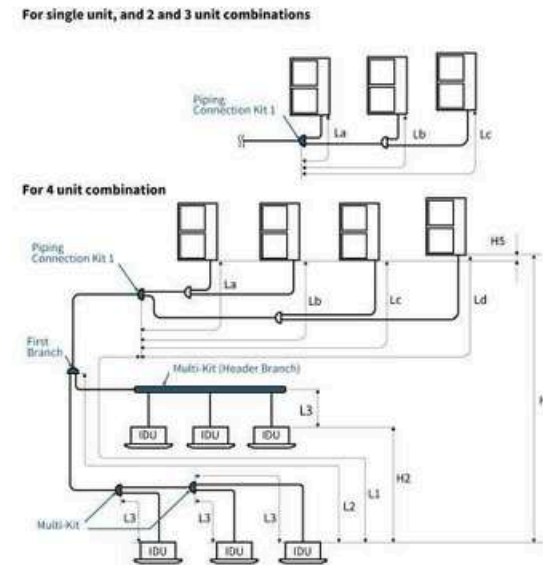 For single unit, and 2 and 3 unit combinations
Piping
Connection Kit 1
La
Lb
Lc
For 4 unit combination
Piping
Connection Kit 1
H5
La
Lb
Lc
Ld
First
Branch
Multi-Kit (Header Branch)
L3
IDU
IDU
IDU
H2
L1
L2
Multi-Kit
L3
L3
L3
IDU
IDU
IDU